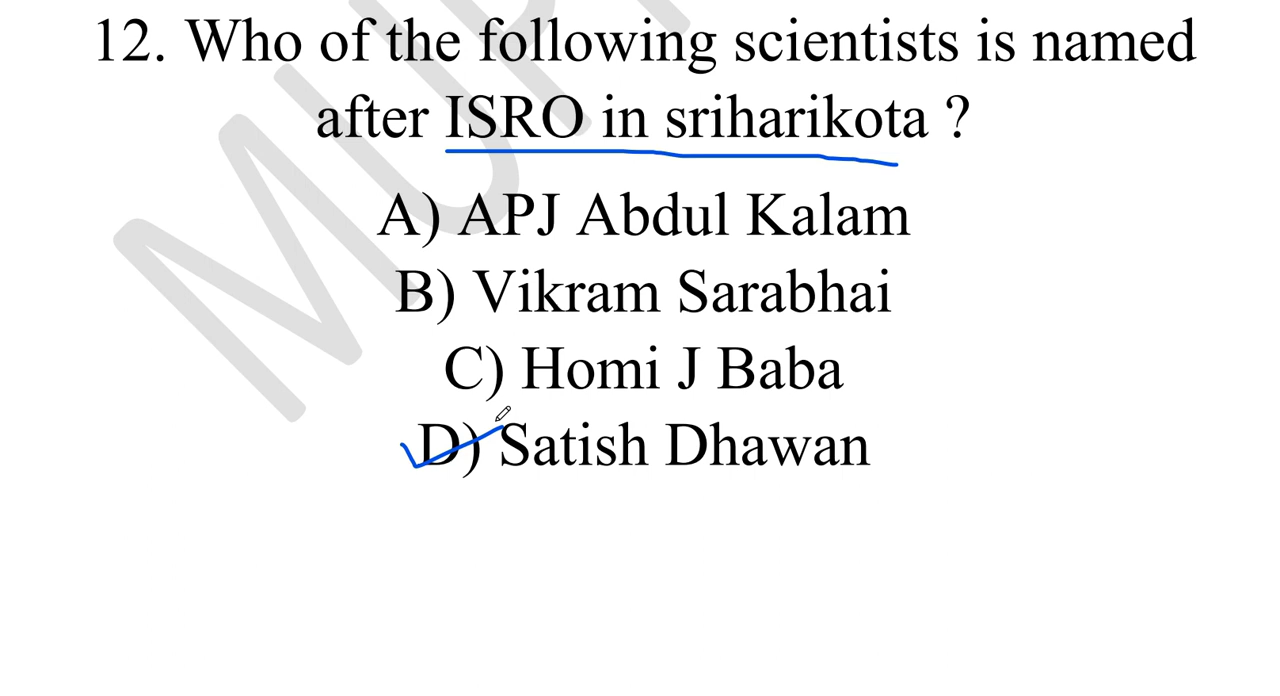 12. Who of the following scientists is named
after ISRO in sriharikota ?
A) APJ Abdul Kalam
B) Vikram Sarabhai
C) Homi J Baba
D) Satish Dhawan